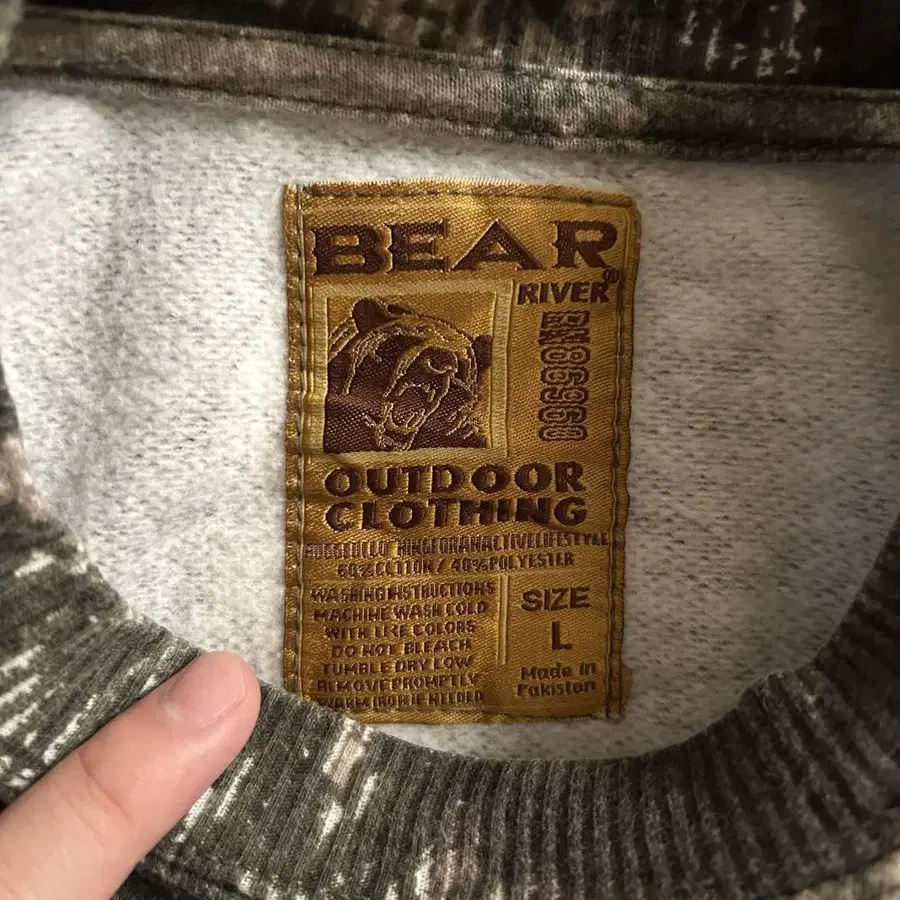 BEAR
RIVER®
RN86960
OUTDOOR
CLOTHING
60% COTTON / 40% POLYESTER
WASHING INSTRUCTIONS
MACHINE WASH COLD
WITH LIKE COLORS
DO NOT BLEACH
TUMBLE DRY LOW
REMOVE PROMPTLY
WARM IRON IF NEEDED
SIZE
L
Made in
Pakistan